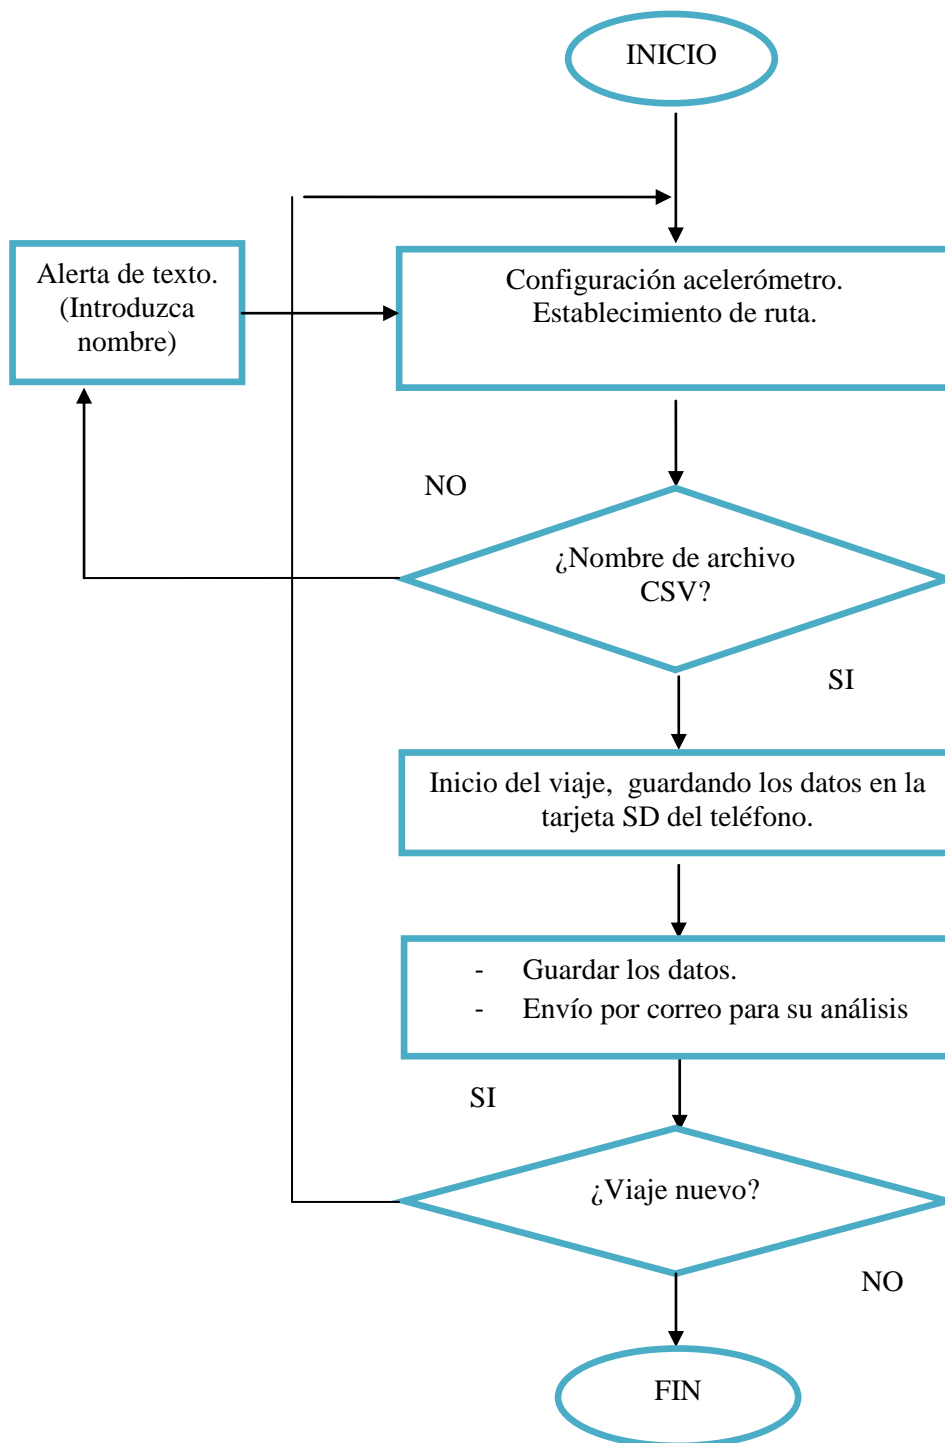 INICIO
Alerta de texto.
(Introduzca
nombre)
Configuración acelerómetro.
Establecimiento de ruta.
NO
¿Nombre de archivo
CSV?
SI
Inicio del viaje,  guardando los datos en la
tarjeta SD del teléfono.
- Guardar los datos.
- Envío por correo para su análisis
SI
¿Viaje nuevo?
NO
FIN